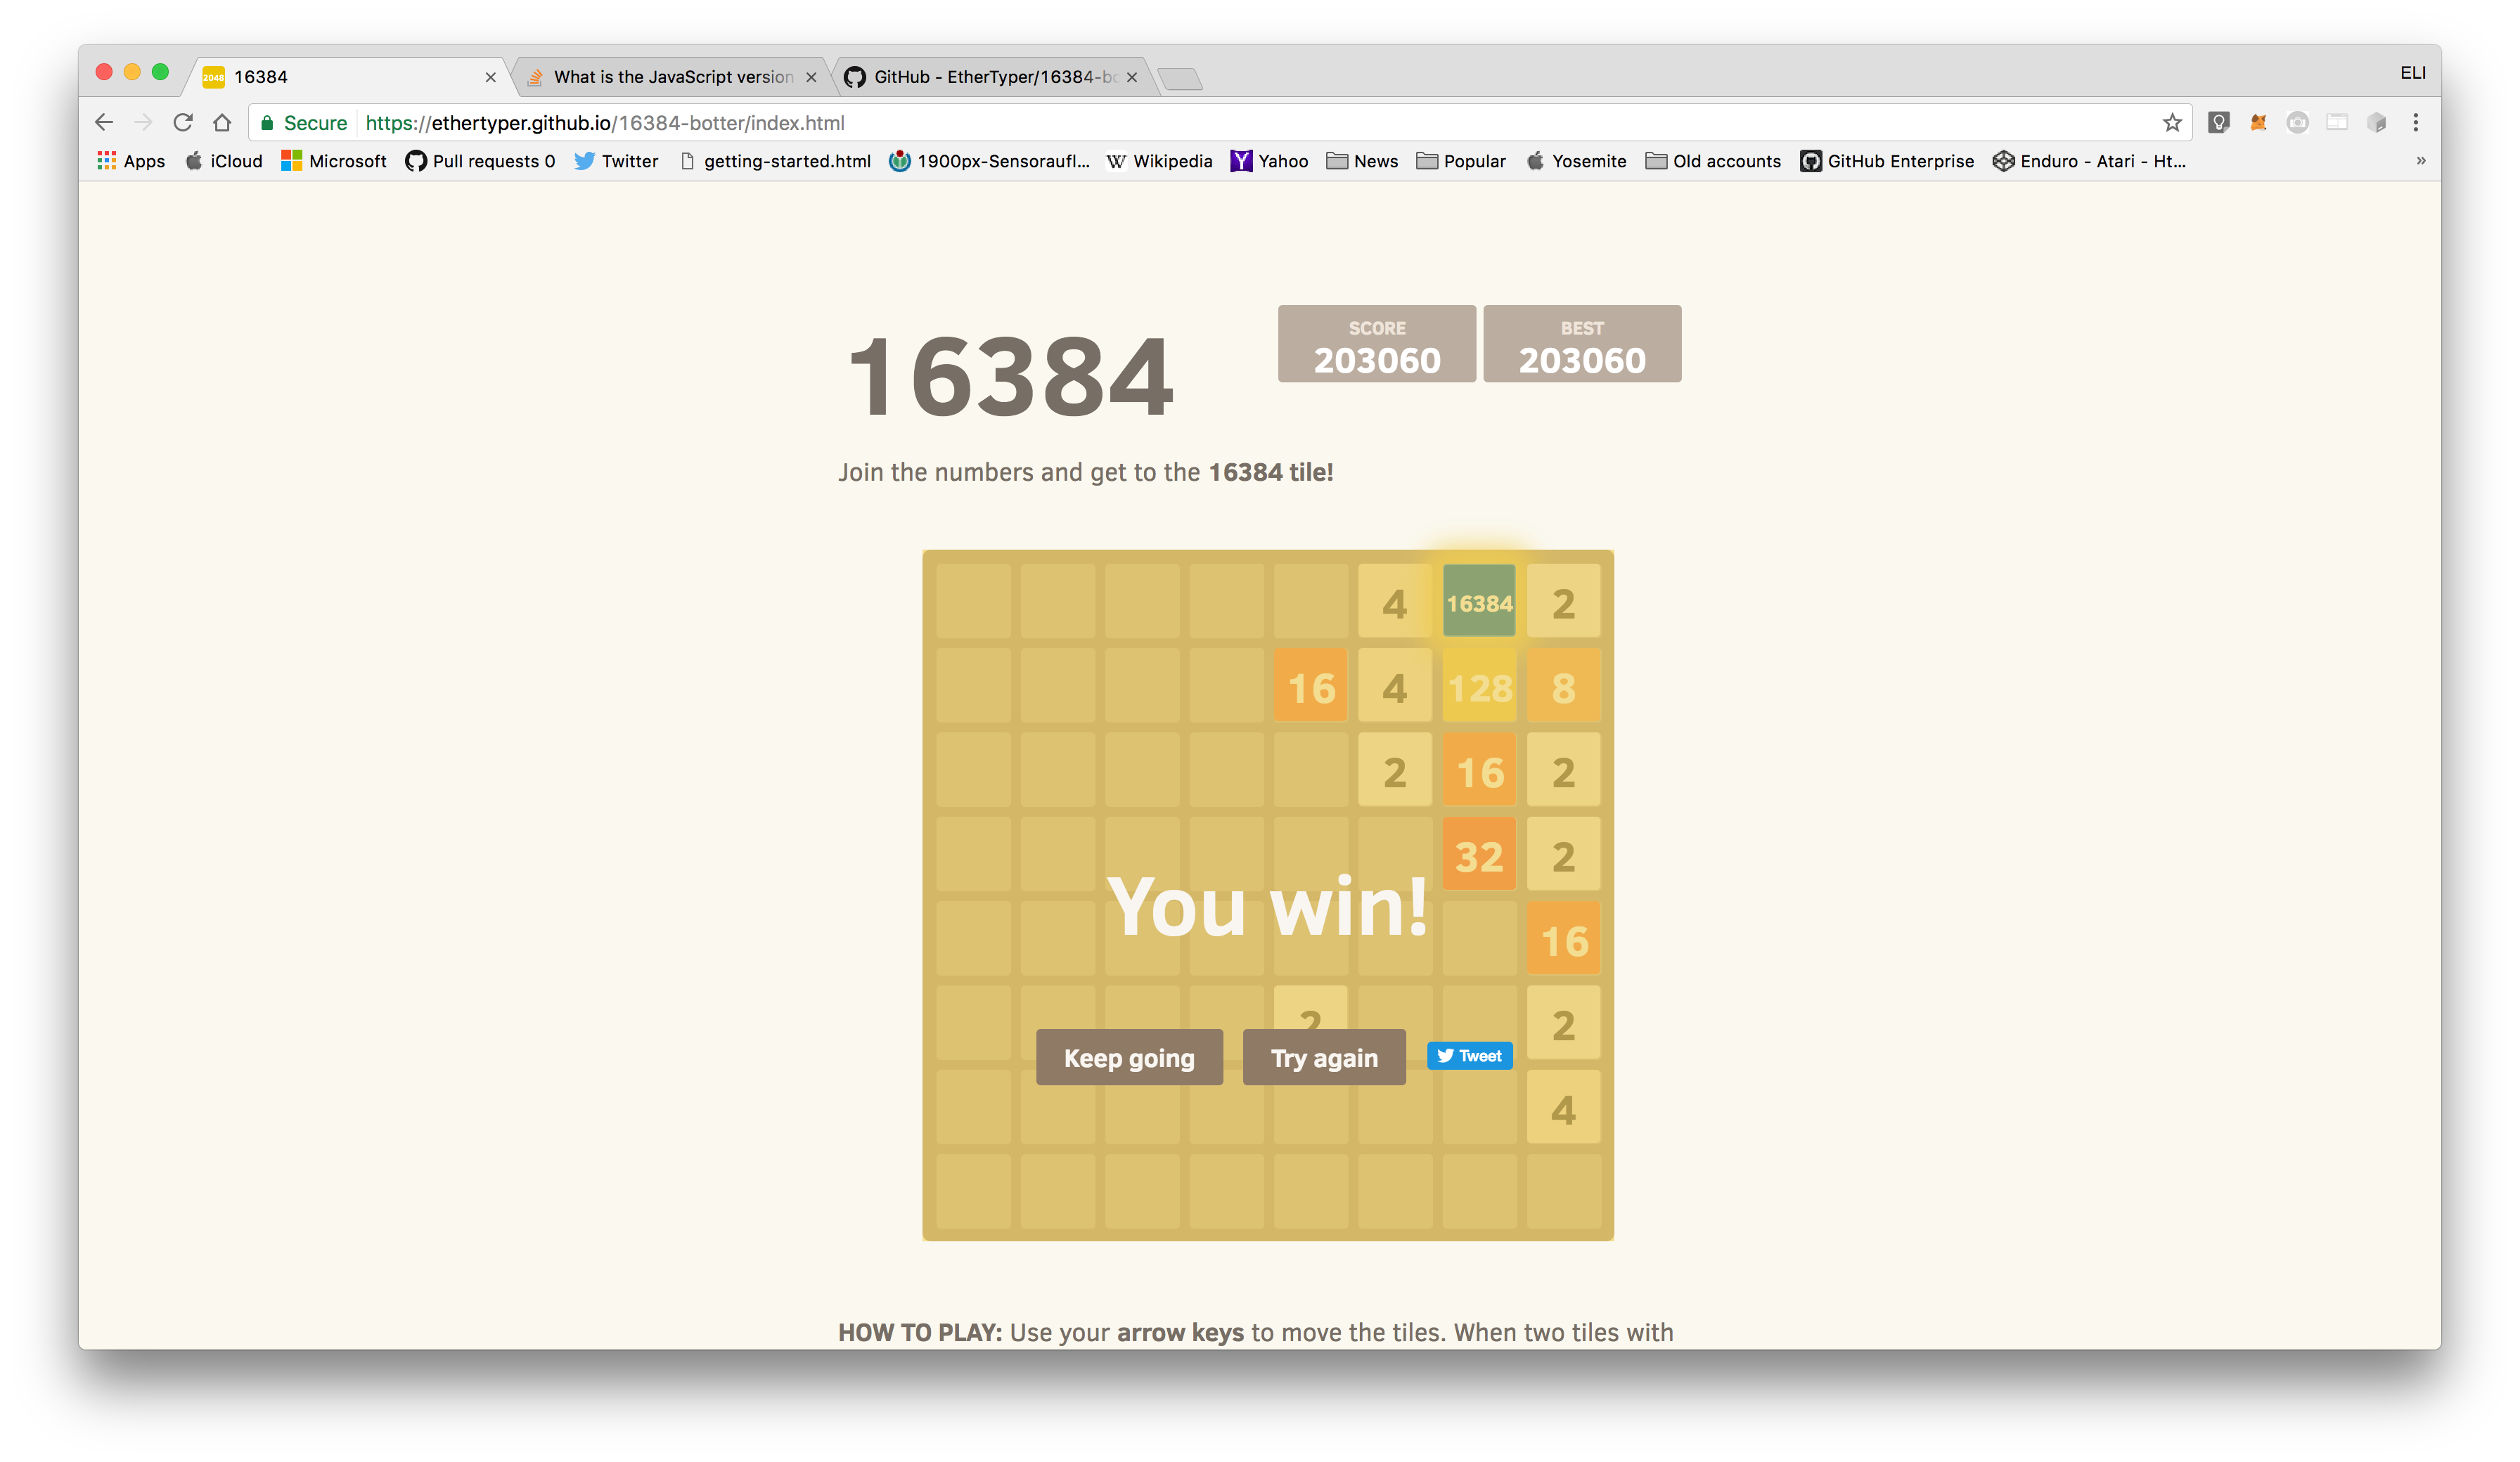 2048 16384 What is the JavaScript version GitHub - EtherTyper/16384-bo ELI
Secure https://ethertyper.github.io/16384-botter/index.html
Apps iCloud Microsoft Pull requests 0 Twitter getting-started.html 1900px-Sensoraufl... W Wikipedia Y Yahoo News Popular Yosemite Old accounts GitHub Enterprise Enduro - Atari - Ht... »
16384
SCORE BEST
203060 203060
Join the numbers and get to the 16384 tile!
4 16384 2
16 4 128 8
2 16 2
32 2
You win!
16
2 2
Keep going Try again Tweet
4
HOW TO PLAY: Use your arrow keys to move the tiles. When two tiles with